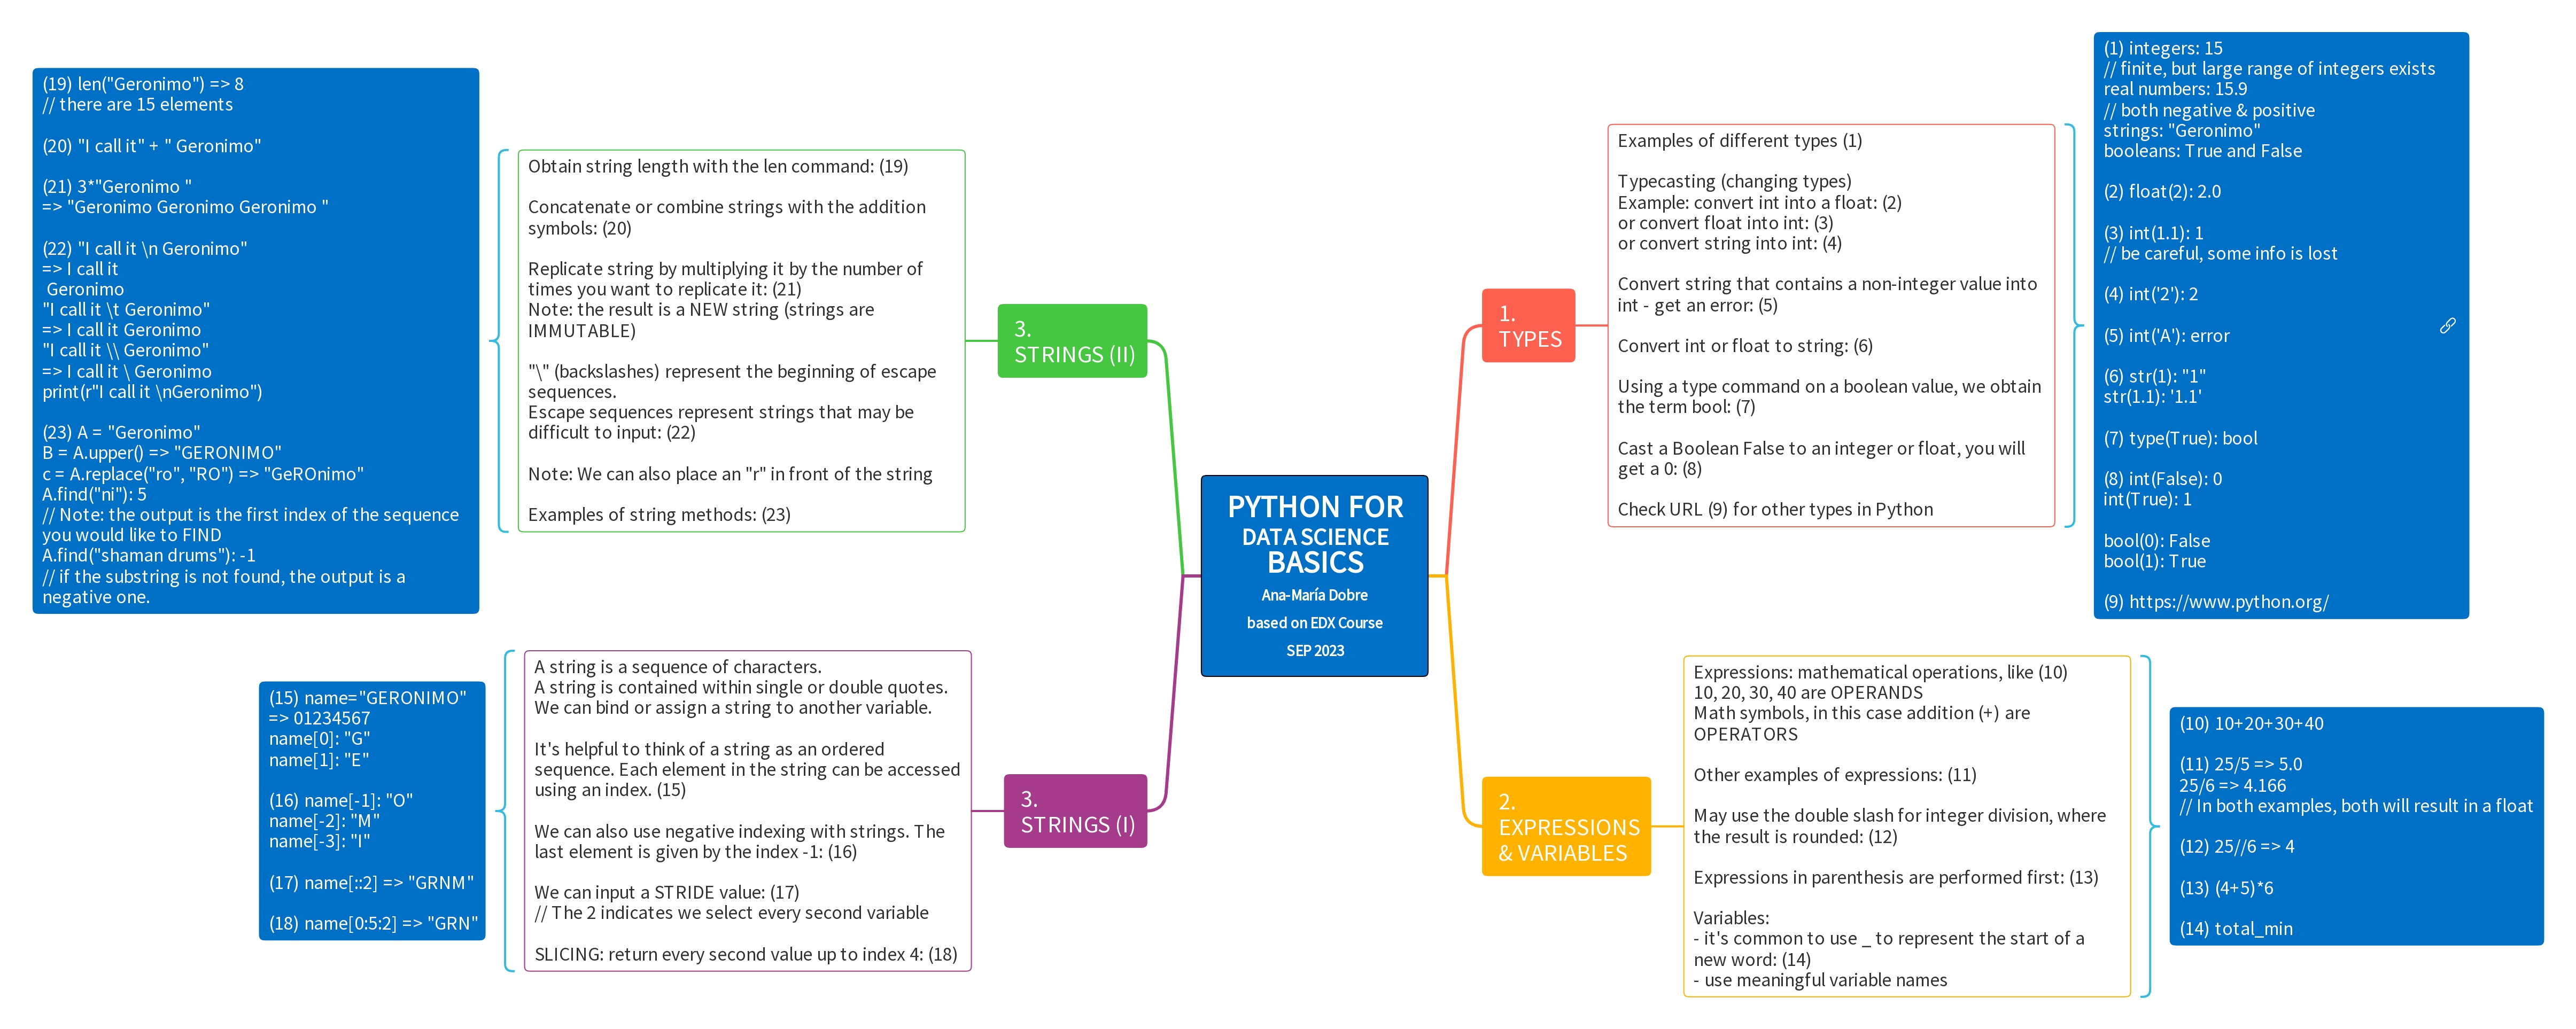 PYTHON FOR
DATA SCIENCE
BASICS
Ana-María Dobre
based on EDX Course
SEP 2023
1.
TYPES
Examples of different types (1)
Typecasting (changing types)
Example: convert int into a float: (2)
or convert float into int: (3)
or convert string into int: (4)
Convert string that contains a non-integer value into
int - get an error: (5)
Convert int or float to string: (6)
Using a type command on a boolean value, we obtain
the term bool: (7)
Cast a Boolean False to an integer or float, you will
get a 0: (8)
Check URL (9) for other types in Python
(1) integers: 15
// finite, but large range of integers exists
real numbers: 15.9
// both negative & positive
strings: "Geronimo"
booleans: True and False
(2) float(2): 2.0
(3) int(1.1): 1
// be careful, some info is lost
(4) int('2'): 2
(5) int('A'): error
(6) str(1): "1"
str(1.1): '1.1'
(7) type(True): bool
(8) int(False): 0
int(True): 1
bool(0): False
bool(1): True
(9) https://www.python.org/
2.
EXPRESSIONS
& VARIABLES
Expressions: mathematical operations, like (10)
10, 20, 30, 40 are OPERANDS
Math symbols, in this case addition (+) are
OPERATORS
Other examples of expressions: (11)
May use the double slash for integer division, where
the result is rounded: (12)
Expressions in parenthesis are performed first: (13)
Variables:
- it's common to use _ to represent the start of a
new word: (14)
- use meaningful variable names
(10) 10+20+30+40
(11) 25/5 => 5.0
25/6 => 4.166
// In both examples, both will result in a float
(12) 25//6 => 4
(13) (4+5)*6
(14) total_min
3.
STRINGS (I)
A string is a sequence of characters.
A string is contained within single or double quotes.
We can bind or assign a string to another variable.
It's helpful to think of a string as an ordered
sequence. Each element in the string can be accessed
using an index. (15)
We can also use negative indexing with strings. The
last element is given by the index -1: (16)
We can input a STRIDE value: (17)
// The 2 indicates we select every second variable
SLICING: return every second value up to index 4: (18)
(15) name="GERONIMO"
=> 01234567
name[0]: "G"
name[1]: "E"
(16) name[-1]: "O"
name[-2]: "M"
name[-3]: "I"
(17) name[::2] => "GRNM"
(18) name[0:5:2] => "GRN"
3.
STRINGS (II)
Obtain string length with the len command: (19)
Concatenate or combine strings with the addition
symbols: (20)
Replicate string by multiplying it by the number of
times you want to replicate it: (21)
Note: the result is a NEW string (strings are
IMMUTABLE)
"\" (backslashes) represent the beginning of escape
sequences.
Escape sequences represent strings that may be
difficult to input: (22)
Note: We can also place an "r" in front of the string
Examples of string methods: (23)
(19) len("Geronimo") => 8
// there are 15 elements
(20) "I call it" + " Geronimo"
(21) 3*"Geronimo "
=> "Geronimo Geronimo Geronimo "
(22) "I call it \n Geronimo"
=> I call it
Geronimo
"I call it \t Geronimo"
=> I call it Geronimo
"I call it \\ Geronimo"
=> I call it \ Geronimo
print(r"I call it \nGeronimo")
(23) A = "Geronimo"
B = A.upper() => "GERONIMO"
c = A.replace("ro", "RO") => "GeROnimo"
A.find("ni"): 5
// Note: the output is the first index of the sequence
you would like to FIND
A.find("shaman drums"): -1
// if the substring is not found, the output is a
negative one.